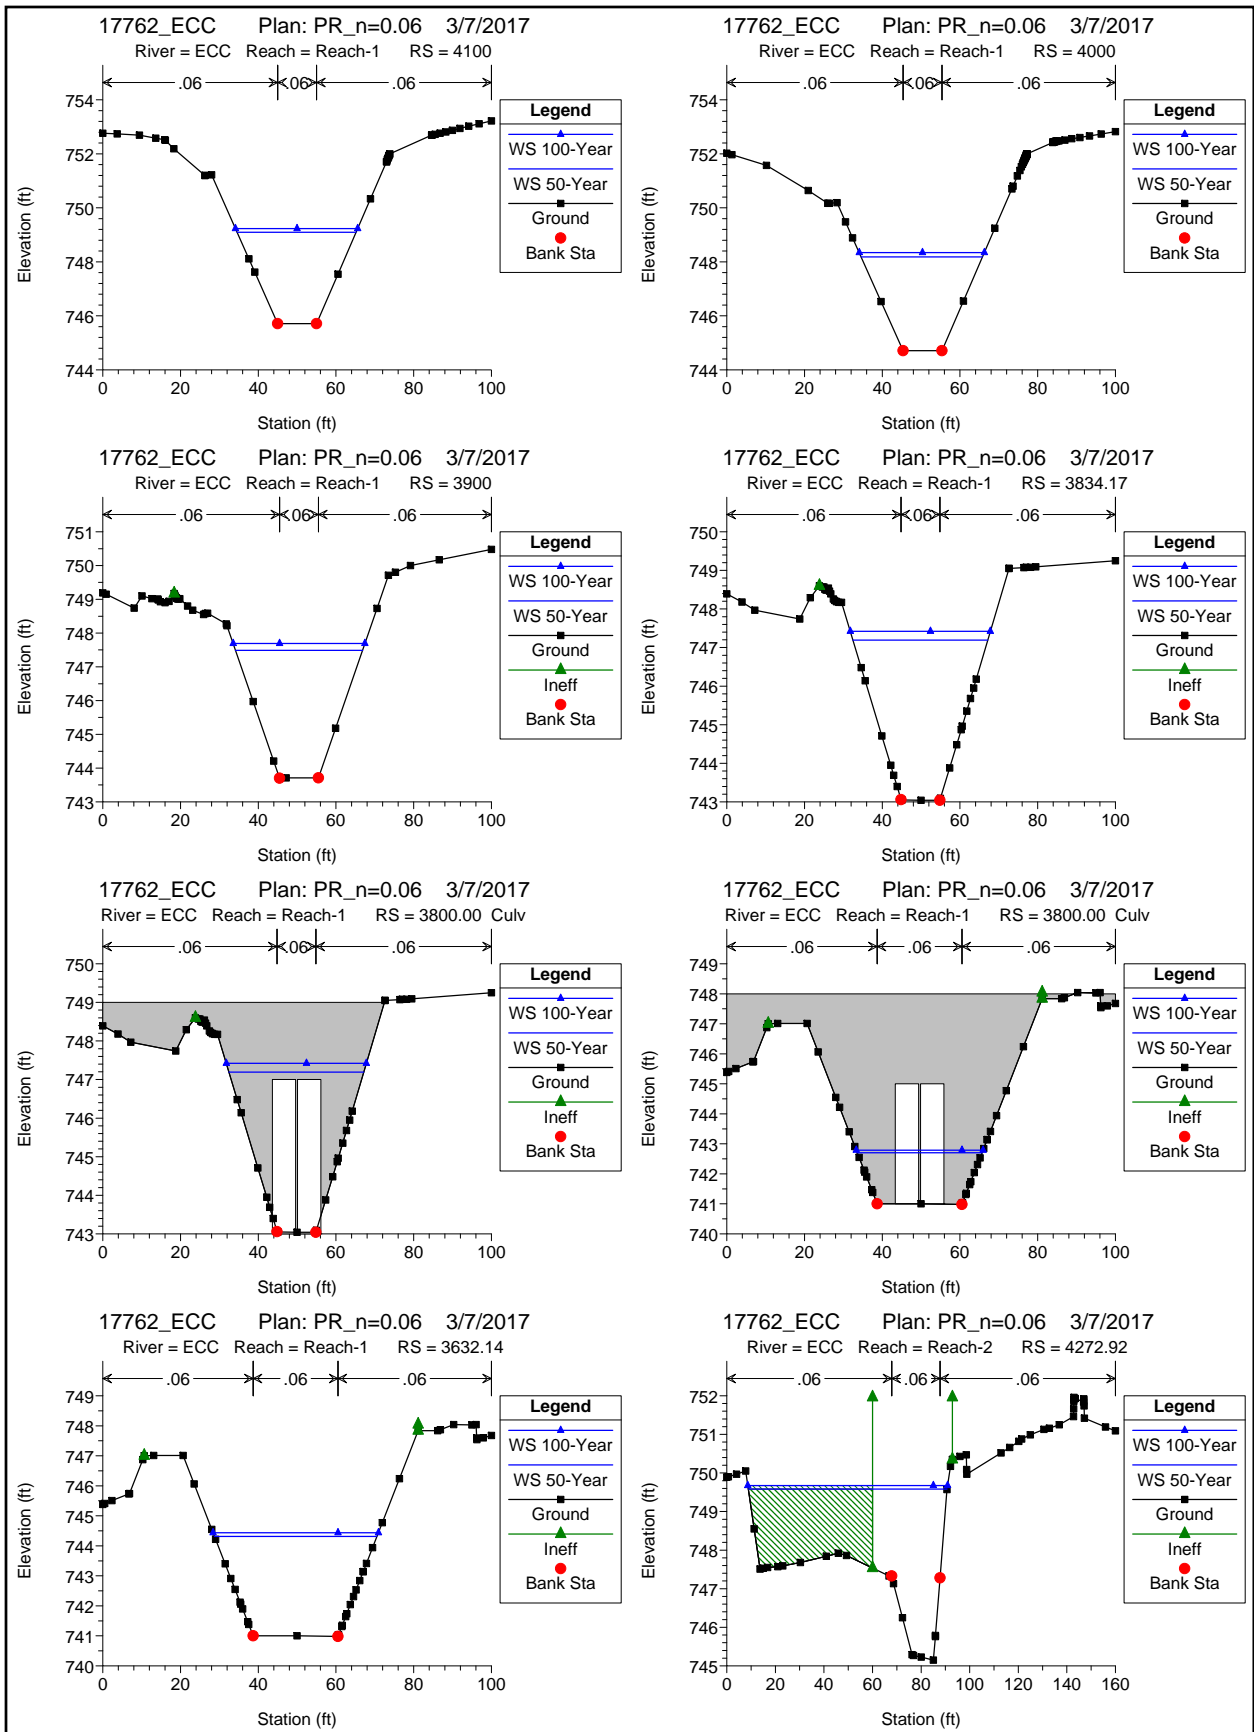 17762_ECC Plan: PR_n=0.06 3/7/2017
River = ECC Reach = Reach-1 RS = 4100
.06 .06 .06
754
752
750
748
746
744
0 20 40 60 80 100
Station (ft)
Elevation (ft)
Legend
WS 100-Year
WS 50-Year
Ground
Bank Sta
17762_ECC Plan: PR_n=0.06 3/7/2017
River = ECC Reach = Reach-1 RS = 4000
.06 .06 .06
754
752
750
748
746
744
0 20 40 60 80 100
Station (ft)
Elevation (ft)
Legend
WS 100-Year
WS 50-Year
Ground
Bank Sta
17762_ECC Plan: PR_n=0.06 3/7/2017
River = ECC Reach = Reach-1 RS = 3900
.06 .06 .06
751
750
749
748
747
746
745
744
743
0 20 40 60 80 100
Station (ft)
Elevation (ft)
Legend
WS 100-Year
WS 50-Year
Ground
Ineff
Bank Sta
17762_ECC Plan: PR_n=0.06 3/7/2017
River = ECC Reach = Reach-1 RS = 3834.17
.06 .06 .06
750
749
748
747
746
745
744
743
0 20 40 60 80 100
Station (ft)
Elevation (ft)
Legend
WS 100-Year
WS 50-Year
Ground
Ineff
Bank Sta
17762_ECC Plan: PR_n=0.06 3/7/2017
River = ECC Reach = Reach-1 RS = 3800.00 Culv
.06 .06 .06
750
749
748
747
746
745
744
743
0 20 40 60 80 100
Station (ft)
Elevation (ft)
Legend
WS 100-Year
WS 50-Year
Ground
Ineff
Bank Sta
17762_ECC Plan: PR_n=0.06 3/7/2017
River = ECC Reach = Reach-1 RS = 3800.00 Culv
.06 .06 .06
749
748
747
746
745
744
743
742
741
740
0 20 40 60 80 100
Station (ft)
Elevation (ft)
Legend
WS 100-Year
WS 50-Year
Ground
Ineff
Bank Sta
17762_ECC Plan: PR_n=0.06 3/7/2017
River = ECC Reach = Reach-1 RS = 3632.14
.06 .06 .06
749
748
747
746
745
744
743
742
741
740
0 20 40 60 80 100
Station (ft)
Elevation (ft)
Legend
WS 100-Year
WS 50-Year
Ground
Ineff
Bank Sta
17762_ECC Plan: PR_n=0.06 3/7/2017
River = ECC Reach = Reach-2 RS = 4272.92
.06 .06 .06
752
751
750
749
748
747
746
745
0 20 40 60 80 100 120 140 160
Station (ft)
Elevation (ft)
Legend
WS 100-Year
WS 50-Year
Ground
Ineff
Bank Sta